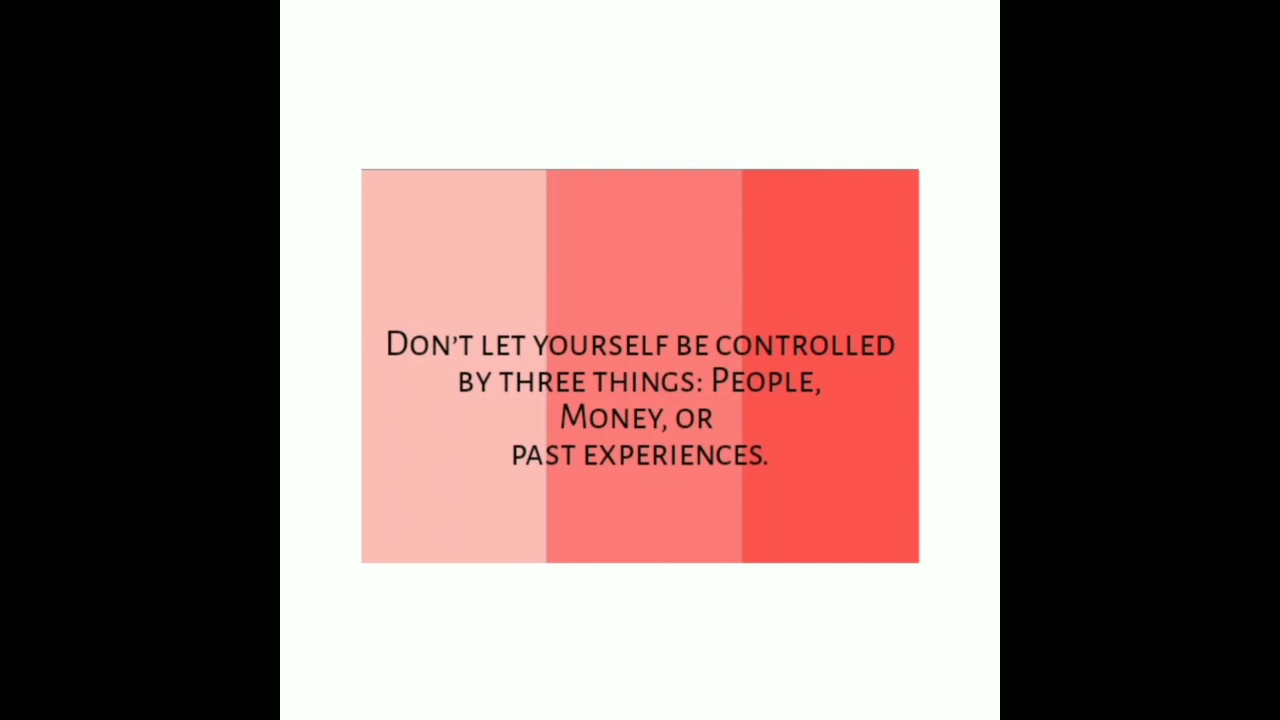 Don’t let yourself be controlled
by three things: People,
Money, or
past experiences.